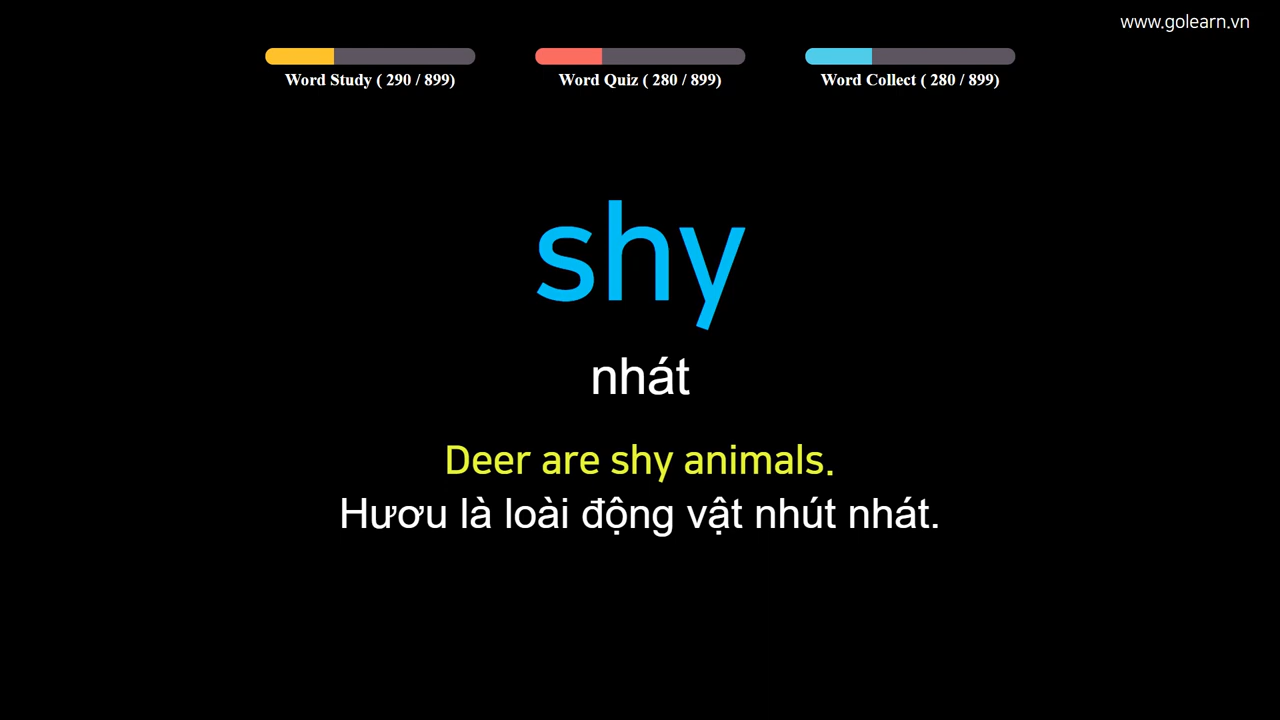 www.golearn.vn
Word Study ( 290 / 899)
Word Quiz ( 280 / 899)
Word Collect ( 280 / 899)
shy
nhát
Deer are shy animals.
Hươu là loài động vật nhút nhát.